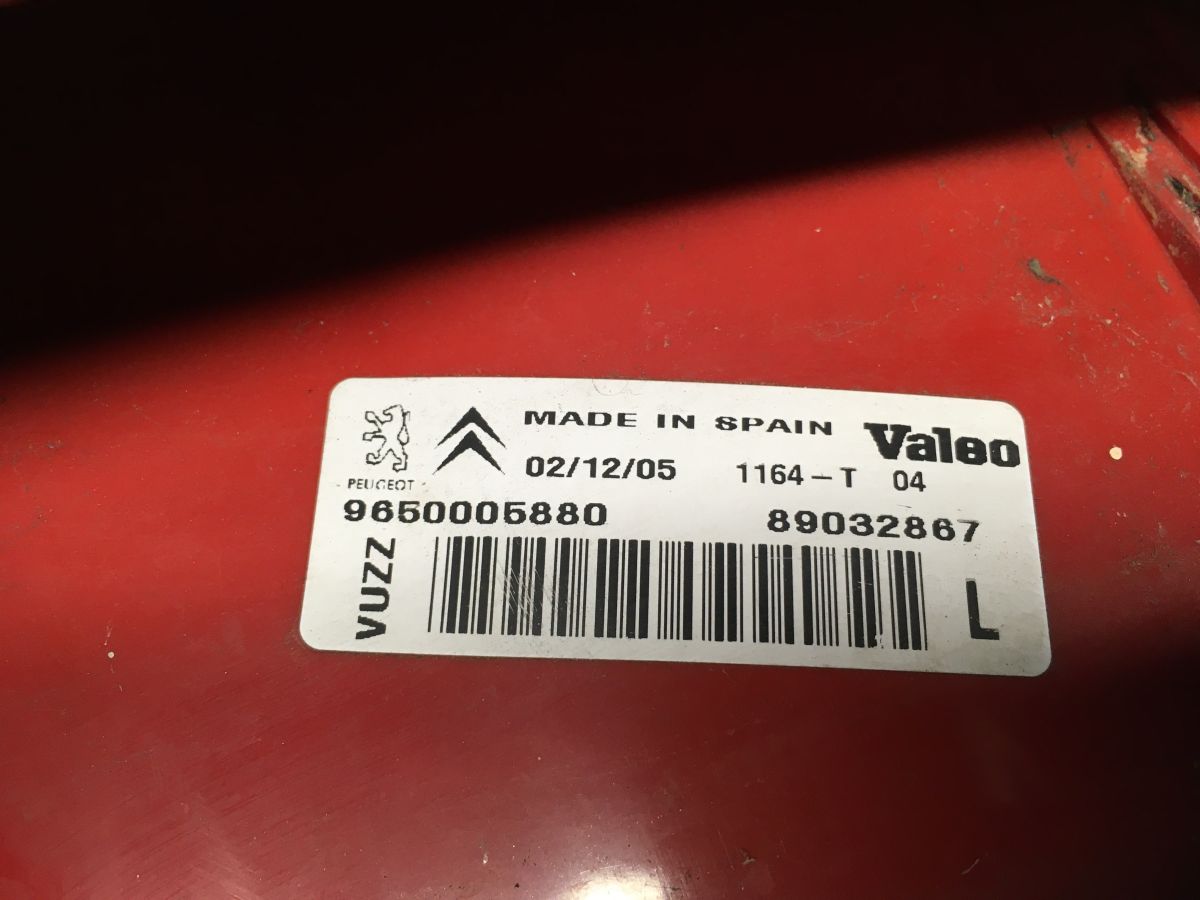 MADE IN SPAIN Valeo
02/12/05 1164-T 04
PEUGEOT
9650005880 89032867
VUZZ
L